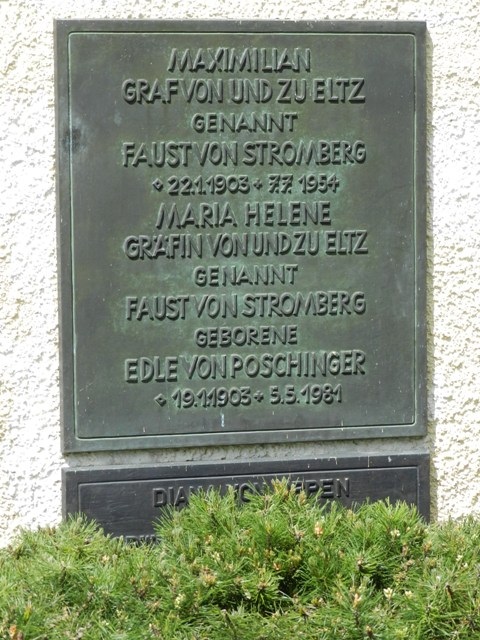 MAXIMILIAN
GRAF VON UND ZU ELTZ
GENANNT
FAUST VON STROMBERG
* 22.1.1903 + 7.7.1954
MARIA HELENE
GRÄFIN VON UND ZU ELTZ
GENANNT
FAUST VON STROMBERG
GEBORENE
EDLE VON POSCHINGER
* 19.1.1903 + 5.5.1981